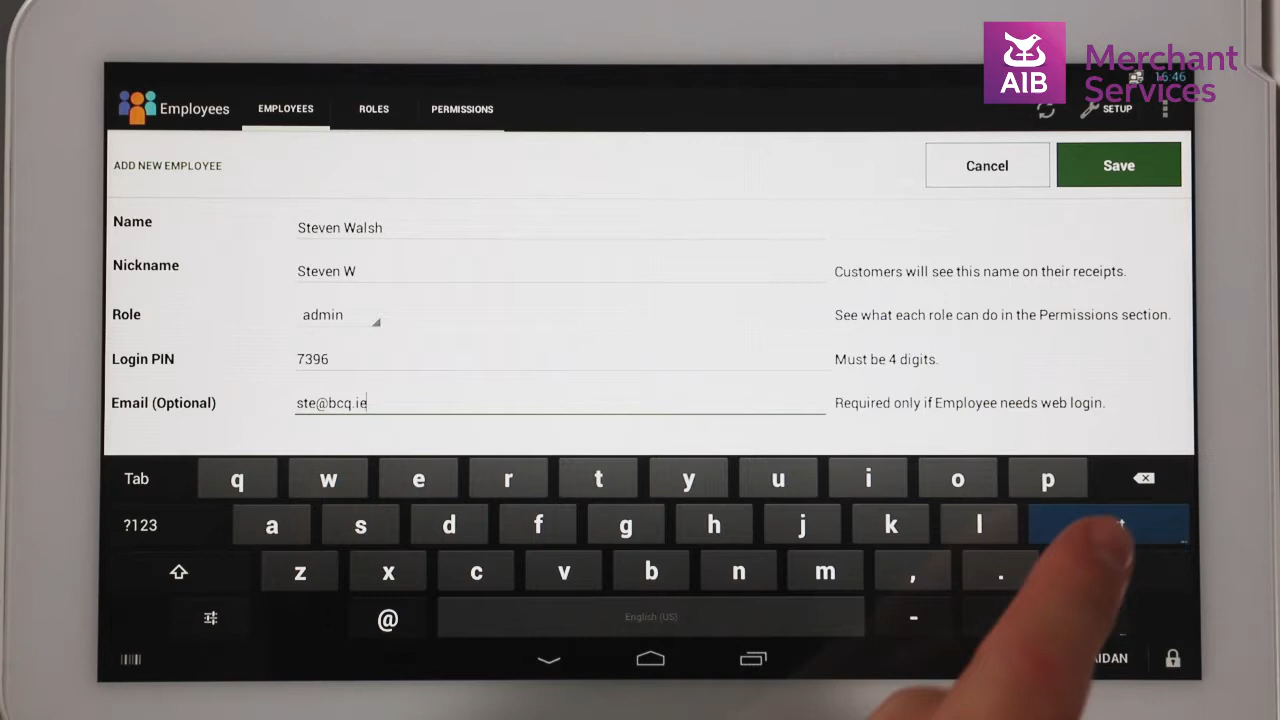 AIB Merchant Services
16:46
Employees EMPLOYEES ROLES PERMISSIONS SETUP
ADD NEW EMPLOYEE Cancel Save
Name Steven Walsh
Nickname Steven W Customers will see this name on their receipts.
Role admin See what each role can do in the Permissions section.
Login PIN 7396 Must be 4 digits.
Email (Optional) ste@bcq.ie Required only if Employee needs web login.
Tab q w e r t y u i o p
?123 a s d f g h j k l
z x c v b n m , .
@ English (US) -